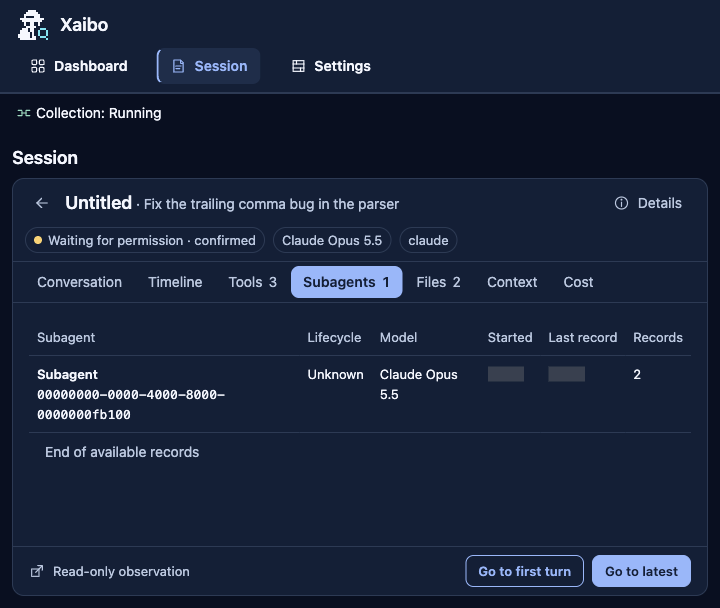 Xaibo
Dashboard
Session
Settings
Collection: Running
Session
Untitled · Fix the trailing comma bug in the parser
Details
Waiting for permission · confirmed
Claude Opus 5.5
claude
Conversation
Timeline
Tools 3
Subagents 1
Files 2
Context
Cost
Subagent Lifecycle Model Started Last record Records
Subagent Unknown Claude Opus 2
00000000-0000-4000-8000- 5.5
0000000fb100
End of available records
Read-only observation
Go to first turn
Go to latest